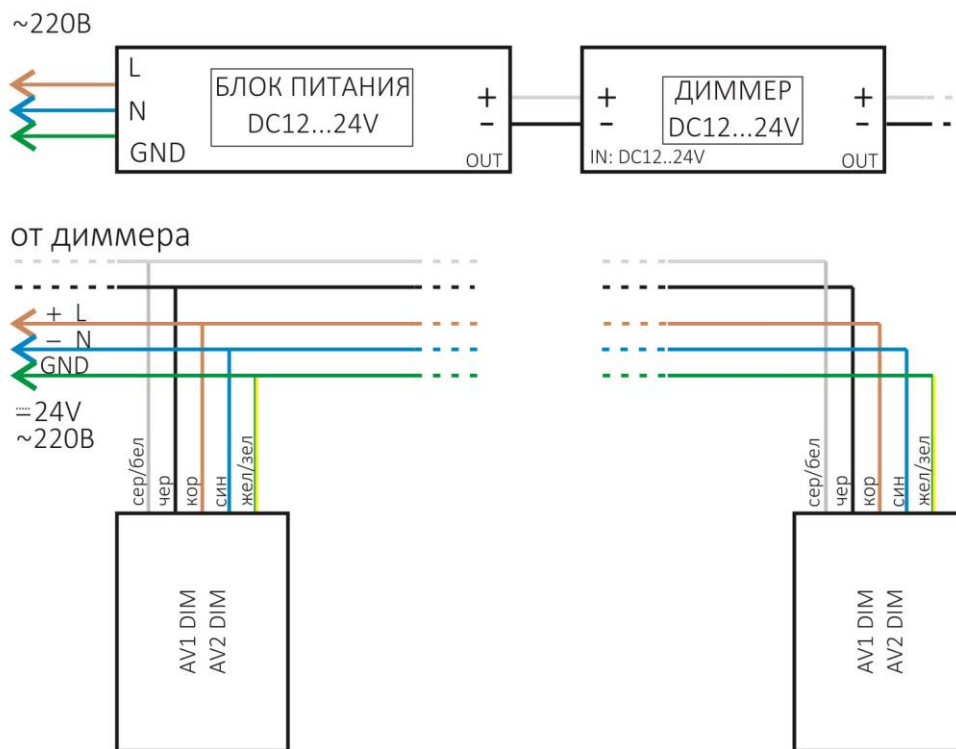 ~220В
L
N
GND
БЛОК ПИТАНИЯ
DC12...24V
+
−
OUT
+
−
IN: DC12..24V
ДИММЕР
DC12...24V
+
−
OUT
от диммера
+ L
− N
GND
⎓24V
~220В
сер/бел
чер
кор
син
жел/зел
AV1 DIM
AV2 DIM
сер/бел
чер
кор
син
жел/зел
AV1 DIM
AV2 DIM